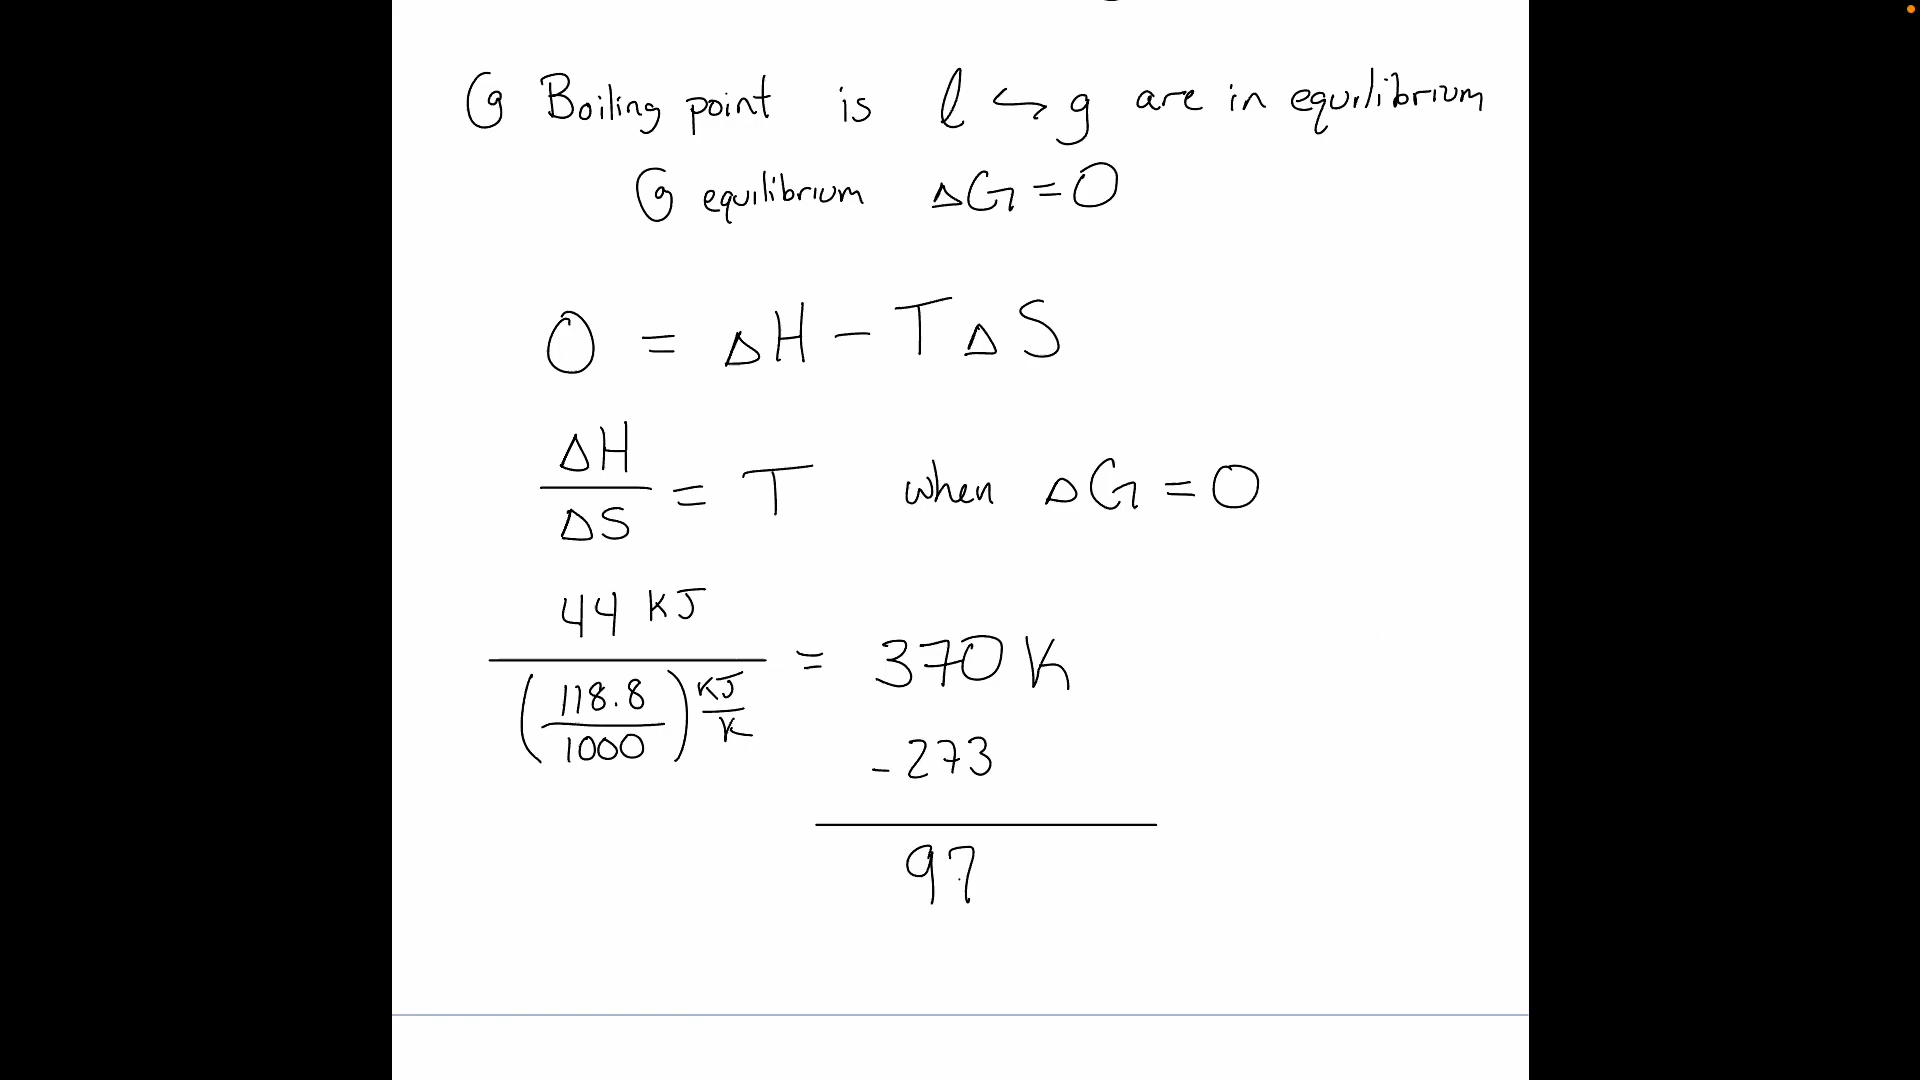 @ Boiling point is l ⇌ g are in equilibrium
@ equilibrium ΔG = 0
0 = ΔH - TΔS
ΔH/ΔS = T when ΔG = 0
44 KJ / (118.8/1000) KJ/K = 370 K
- 273
97